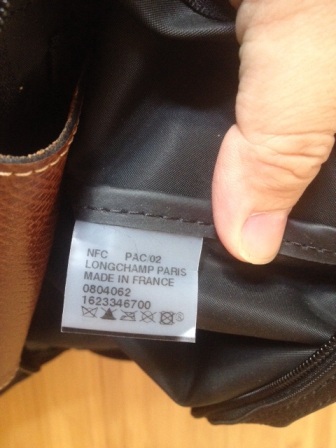 NFC PAC/02
LONGCHAMP PARIS
MADE IN FRANCE
0804062
1623346700